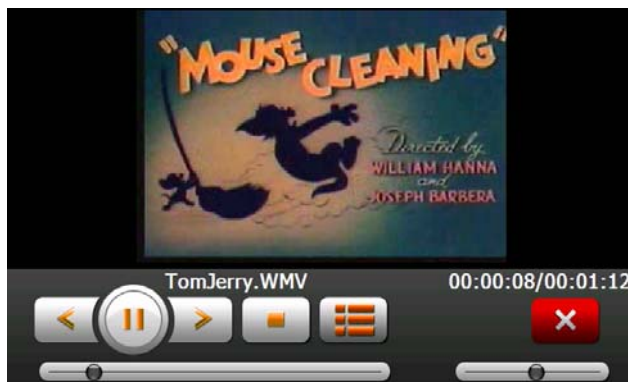 "MOUSE
CLEANING"
Directed by
WILLIAM HANNA
and
JOSEPH BARBERA
TomJerry.WMV 00:00:08/00:01:12